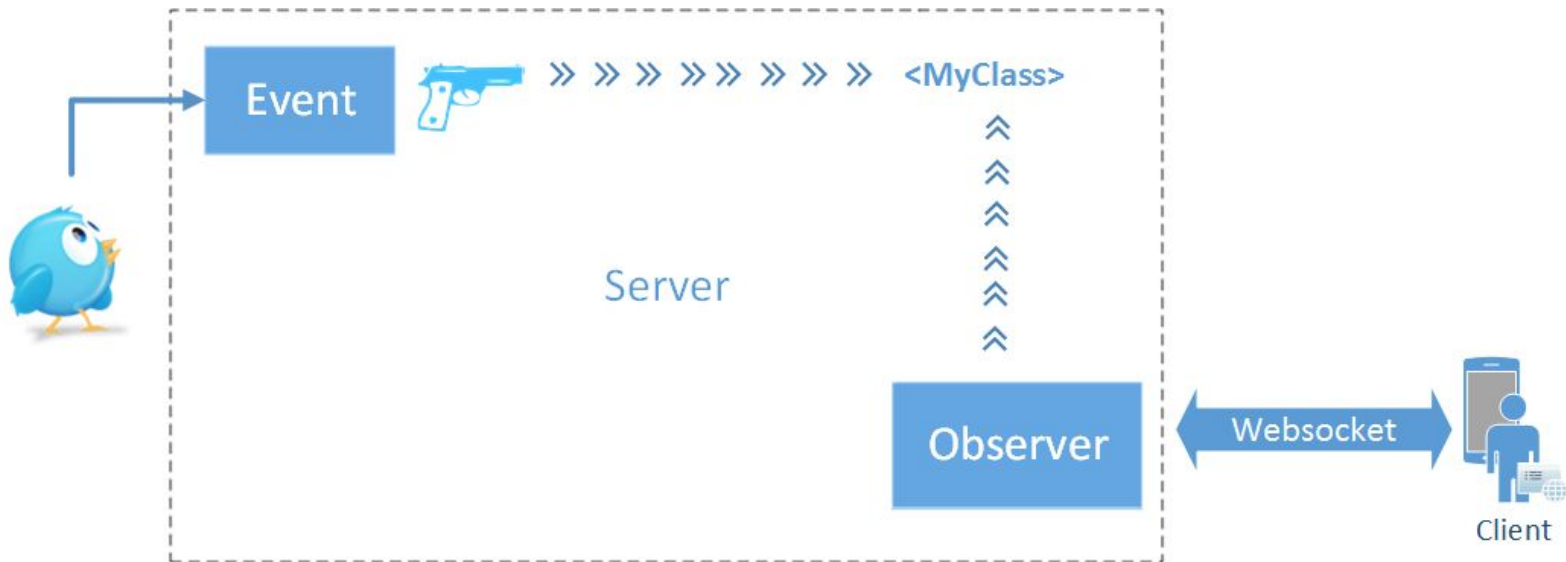 Event
<MyClass>
Server
Observer
Websocket
Client